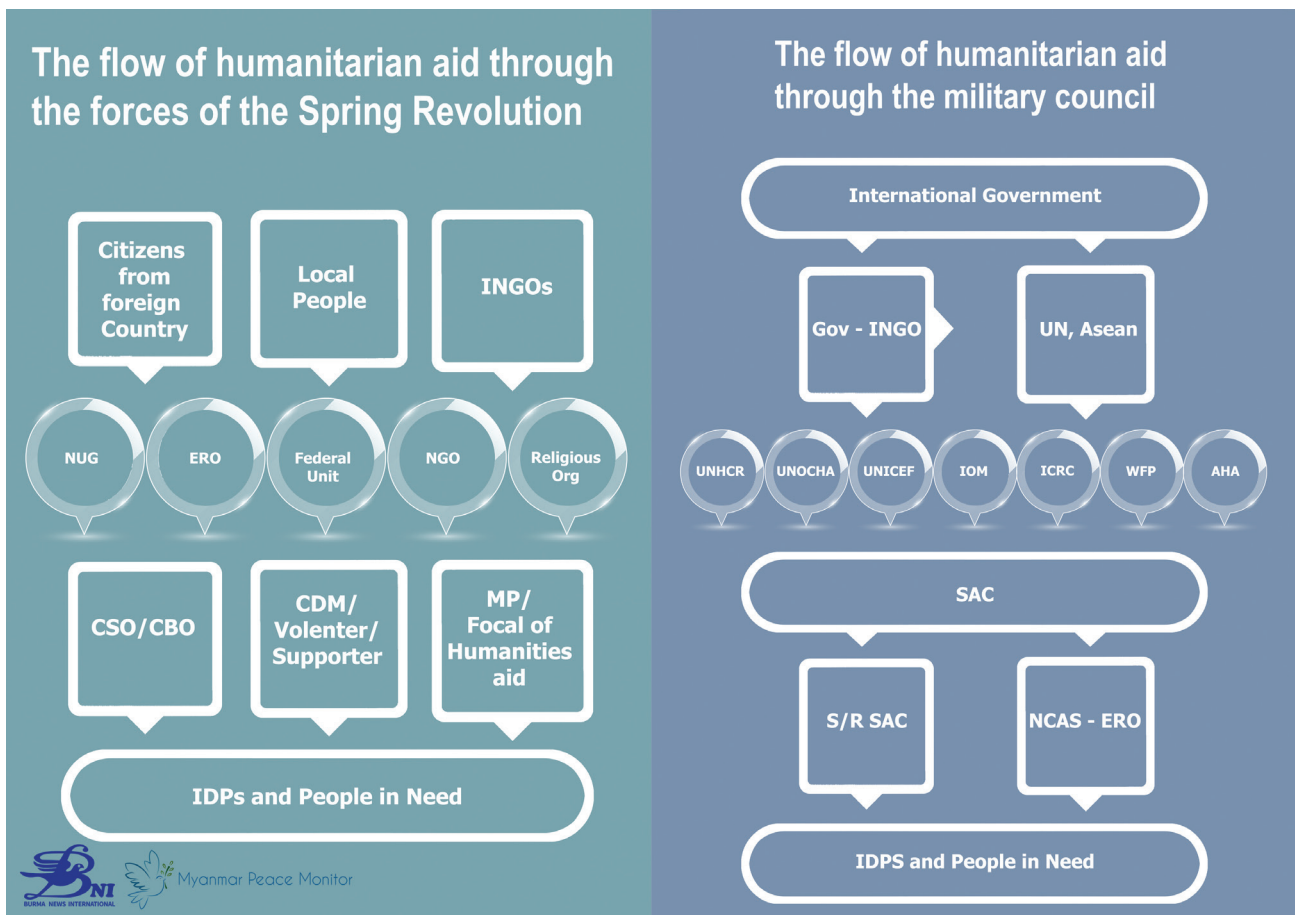 The flow of humanitarian aid through
the forces of the Spring Revolution
Citizens
from
foreign
Country
Local
People
INGOs
NUG
ERO
Federal
Unit
NGO
Religious
Org
CSO/CBO
CDM/
Volenter/
Supporter
MP/
Focal of
Humanities
aid
IDPs and People in Need
BNI
BURMA NEWS INTERNATIONAL
Myanmar Peace Monitor
The flow of humanitarian aid
through the military council
International Government
Gov - INGO
UN, Asean
UNHCR
UNOCHA
UNICEF
IOM
ICRC
WFP
AHA
SAC
S/R SAC
NCAS - ERO
IDPS and People in Need